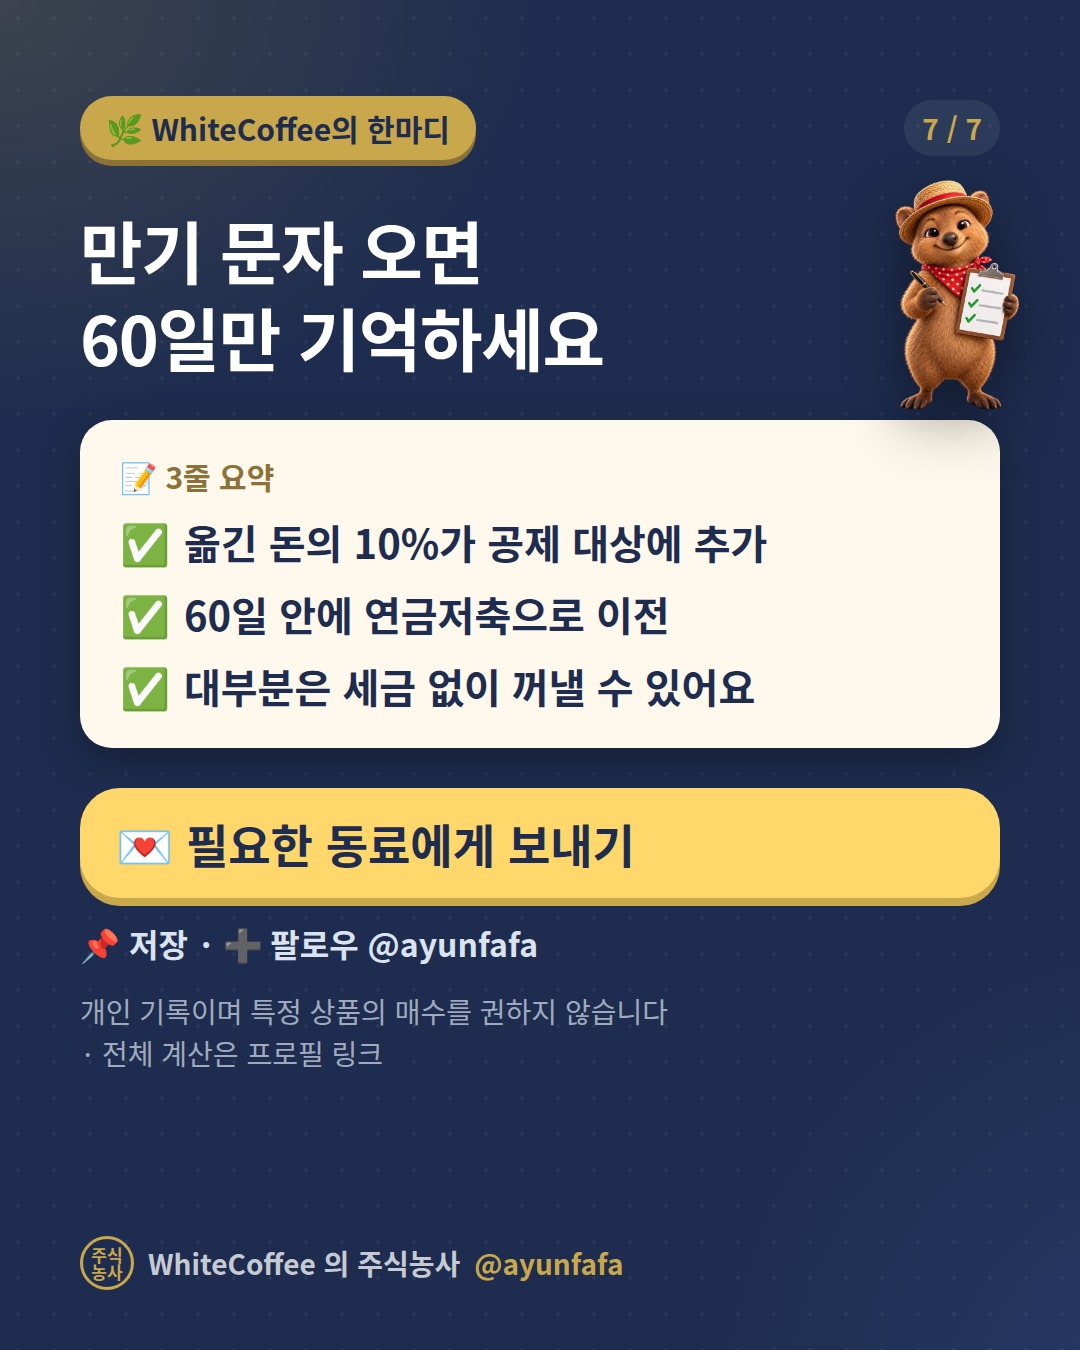 🌿 WhiteCoffee의 한마디
7 / 7
만기 문자 오면
60일만 기억하세요
📝 3줄 요약
✅ 옮긴 돈의 10%가 공제 대상에 추가
✅ 60일 안에 연금저축으로 이전
✅ 대부분은 세금 없이 꺼낼 수 있어요
💌 필요한 동료에게 보내기
📌 저장 · ➕ 팔로우 @ayunfafa
개인 기록이며 특정 상품의 매수를 권하지 않습니다
· 전체 계산은 프로필 링크
주식
농사
WhiteCoffee 의 주식농사 @ayunfafa